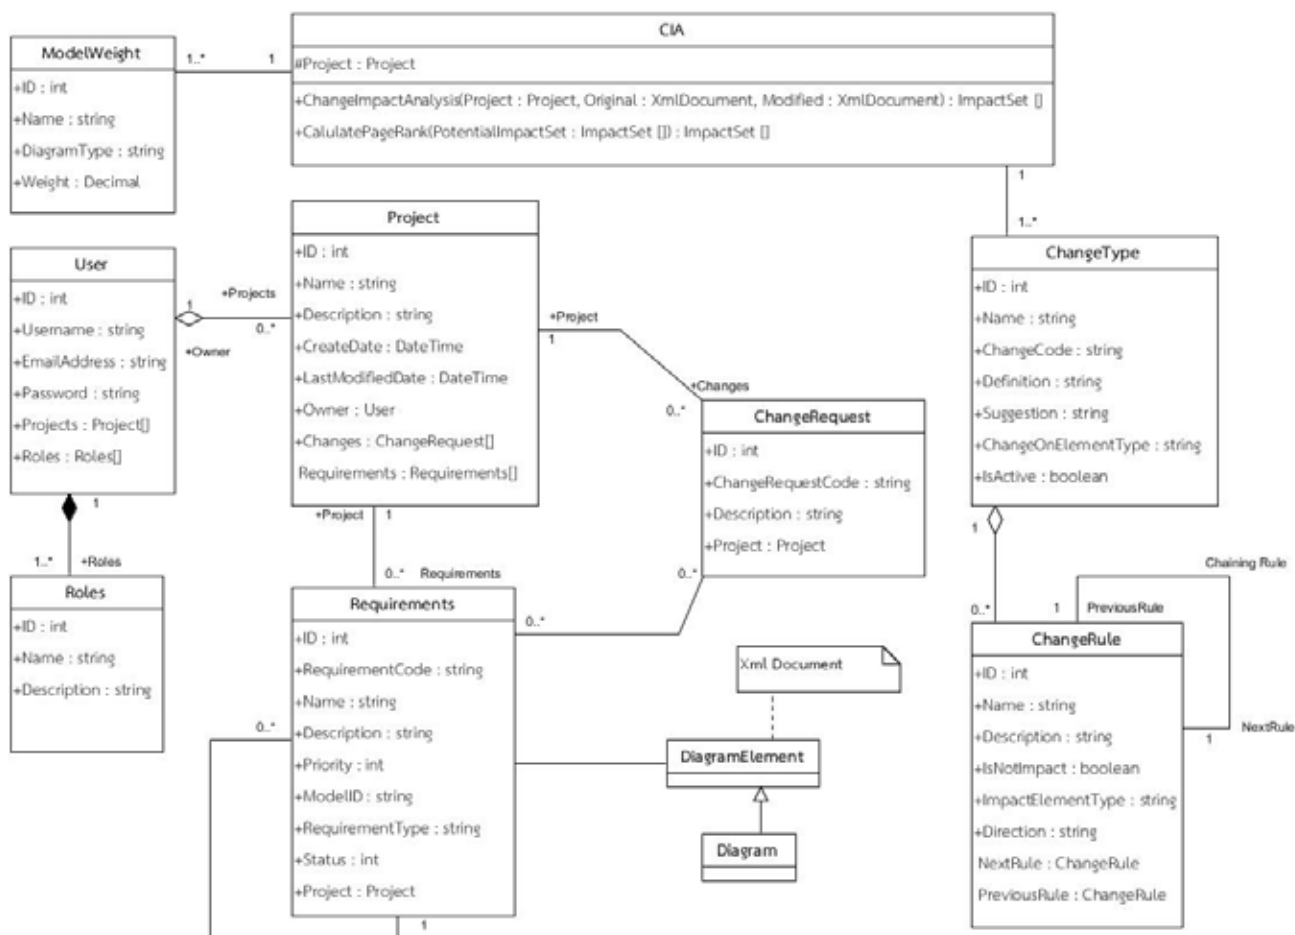 CIA
#Project : Project
+ChangeImpactAnalysis(Project : Project, Original : XmlDocument, Modified : XmlDocument) : ImpactSet []
+CalulatePageRank(PotentialImpactSet : ImpactSet []) : ImpactSet []
ModelWeight
+ID : int
+Name : string
+DiagramType : string
+Weight : Decimal
1..*
1
1
1..*
Project
+ID : int
+Name : string
+Description : string
+CreateDate : DateTime
+LastModifiedDate : DateTime
+Owner : User
+Changes : ChangeRequest[]
Requirements : Requirements[]
User
+ID : int
+Username : string
+EmailAddress : string
+Password : string
+Projects : Project[]
+Roles : Roles[]
1
+Projects
0..*
+Owner
+Project
1
+Changes
0..*
ChangeType
+ID : int
+Name : string
+ChangeCode : string
+Definition : string
+Suggestion : string
+ChangeOnElementType : string
+IsActive : boolean
ChangeRequest
+ID : int
+ChangeRequestCode : string
+Description : string
+Project : Project
1
1..*
+Roles
+Project
1
0..*
Requirements
0..*
0..*
1
0..*
Roles
+ID : int
+Name : string
+Description : string
Requirements
+ID : int
+RequirementCode : string
+Name : string
+Description : string
+Priority : int
+ModelID : string
+RequirementType : string
+Status : int
+Project : Project
0..*
1
Xml Document
DiagramElement
Diagram
Chaining Rule
1
PreviousRule
1
NextRule
ChangeRule
+ID : int
+Name : string
+Description : string
+IsNotImpact : boolean
+ImpactElementType : string
+Direction : string
NextRule : ChangeRule
PreviousRule : ChangeRule